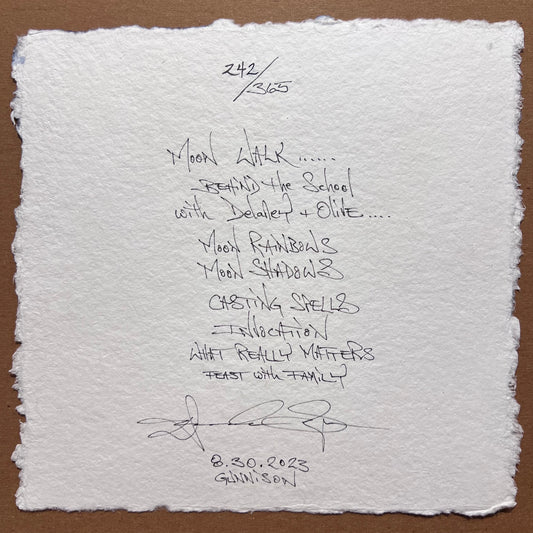 242/365
MOON WALK......
BEHIND the School
with Delaney + Olive....
MOON RAINBOWS
MOON SHADOWS
CASTING SPELLS
INVOCATION
WHAT REALLY MATTERS
FEAST with FAMILY
8.30.2023
GUNNISON